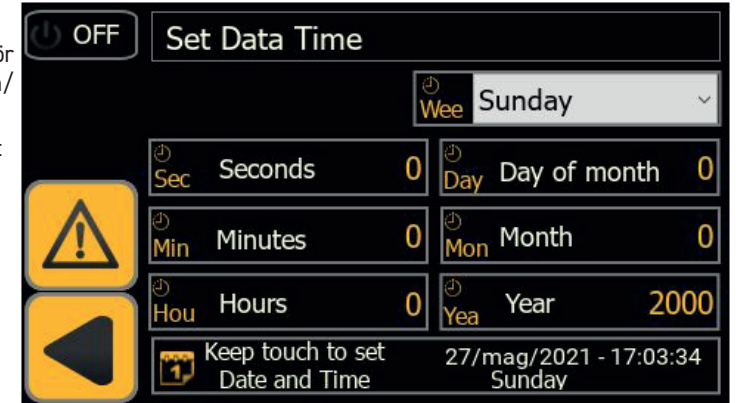 OFF
Set Data Time
Wee Sunday
Sec Seconds 0
Day Day of month 0
Min Minutes 0
Mon Month 0
Hou Hours 0
Yea Year 2000
Keep touch to set
Date and Time
27/mag/2021 - 17:03:34
Sunday